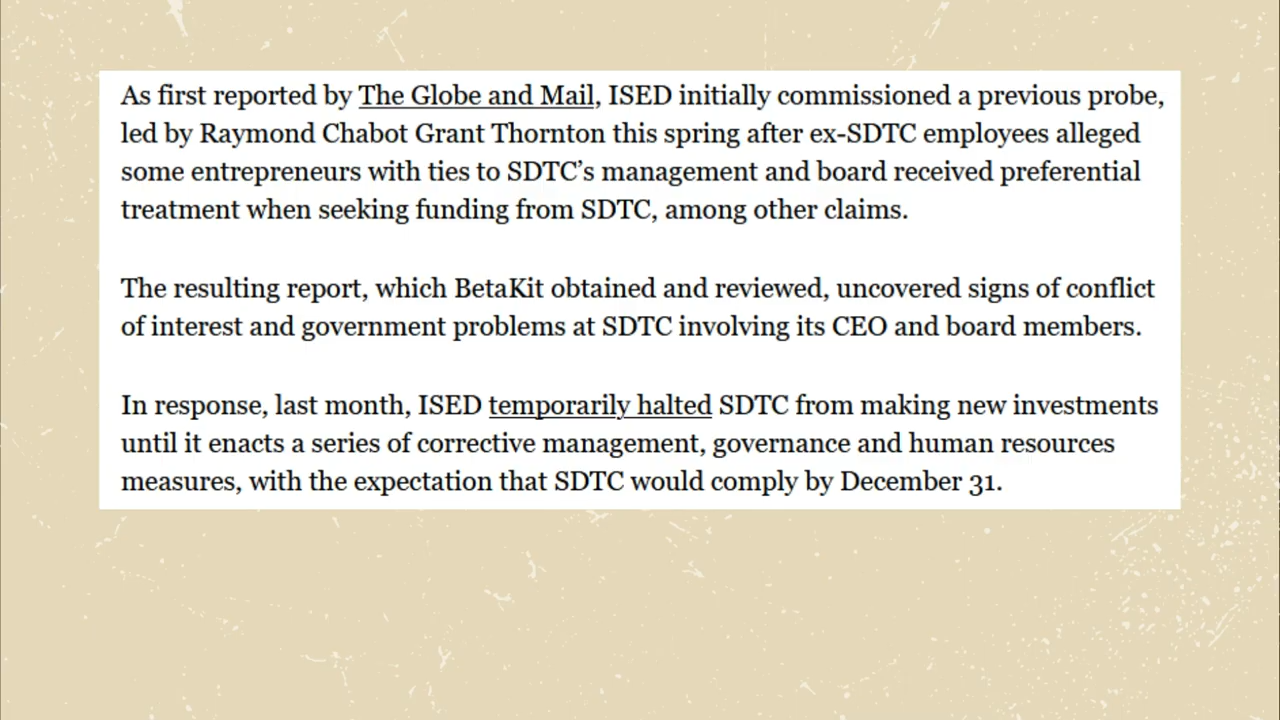 As first reported by The Globe and Mail, ISED initially commissioned a previous probe,
led by Raymond Chabot Grant Thornton this spring after ex-SDTC employees alleged
some entrepreneurs with ties to SDTC’s management and board received preferential
treatment when seeking funding from SDTC, among other claims.
The resulting report, which BetaKit obtained and reviewed, uncovered signs of conflict
of interest and government problems at SDTC involving its CEO and board members.
In response, last month, ISED temporarily halted SDTC from making new investments
until it enacts a series of corrective management, governance and human resources
measures, with the expectation that SDTC would comply by December 31.